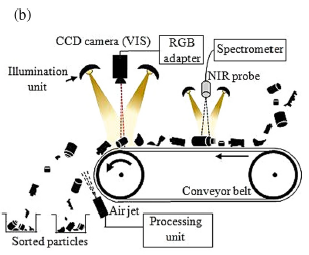 (b)
CCD camera (VIS)
RGB
adapter
Spectrometer
Illumination
unit
NIR probe
Conveyor belt
Air jet
Processing
unit
Sorted particles